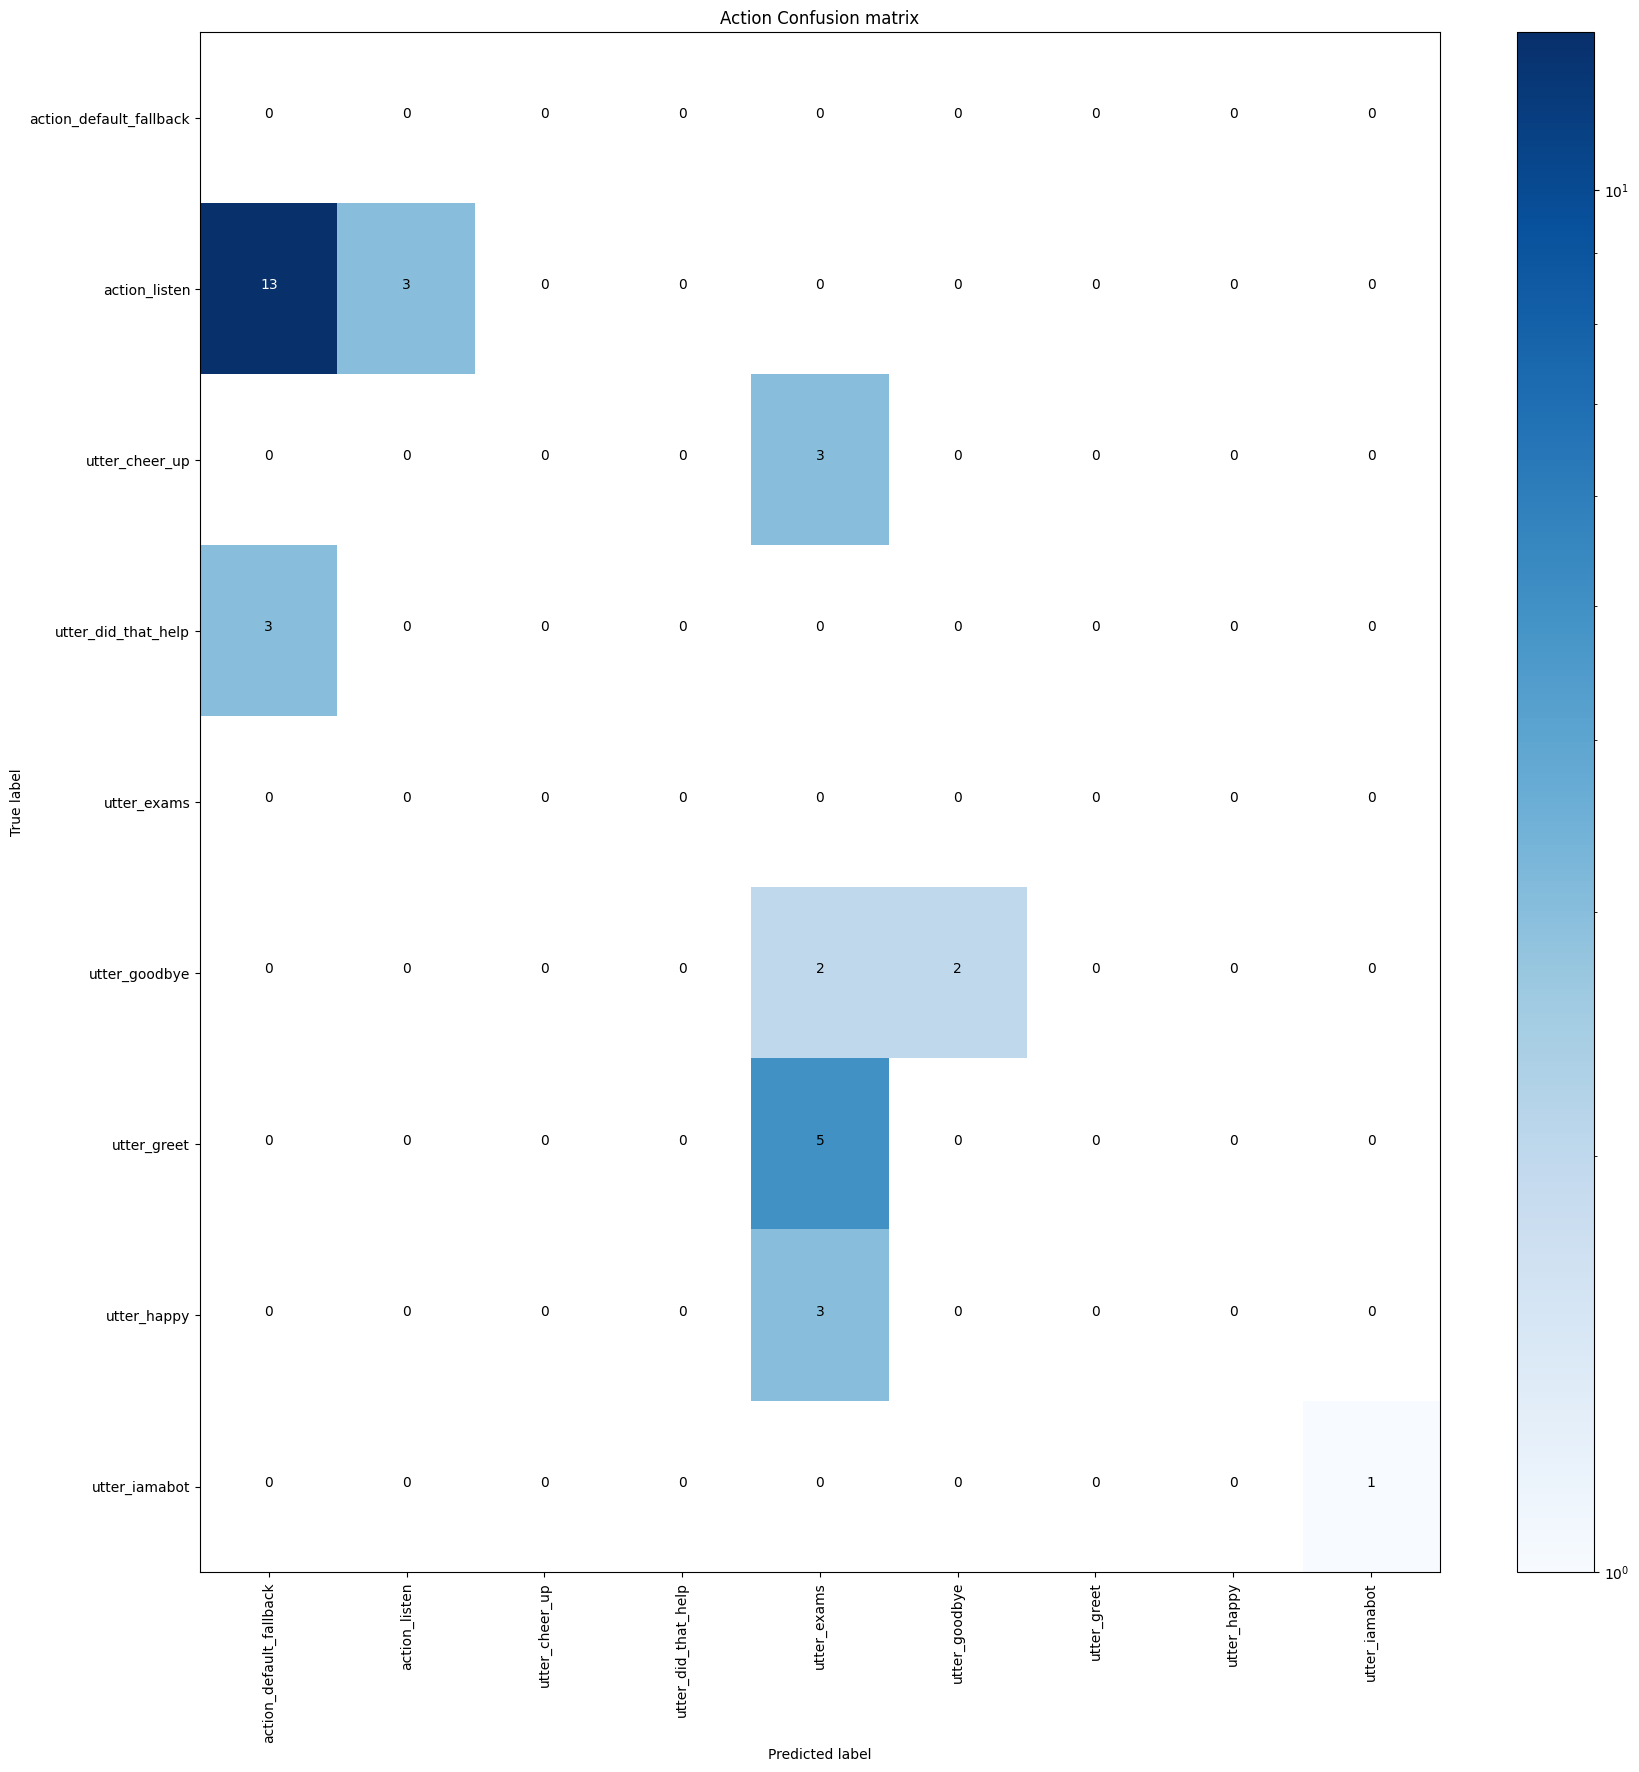 Action Confusion matrix
action_default_fallback 0 0 0 0 0 0 0 0 0
action_listen 13 3 0 0 0 0 0 0 0
utter_cheer_up 0 0 0 0 3 0 0 0 0
utter_did_that_help 3 0 0 0 0 0 0 0 0
utter_exams 0 0 0 0 0 0 0 0 0
utter_goodbye 0 0 0 0 2 2 0 0 0
utter_greet 0 0 0 0 5 0 0 0 0
utter_happy 0 0 0 0 3 0 0 0 0
utter_iamabot 0 0 0 0 0 0 0 0 1
True label
action_default_fallback
action_listen
utter_cheer_up
utter_did_that_help
utter_exams
utter_goodbye
utter_greet
utter_happy
utter_iamabot
Predicted label
10¹
10⁰